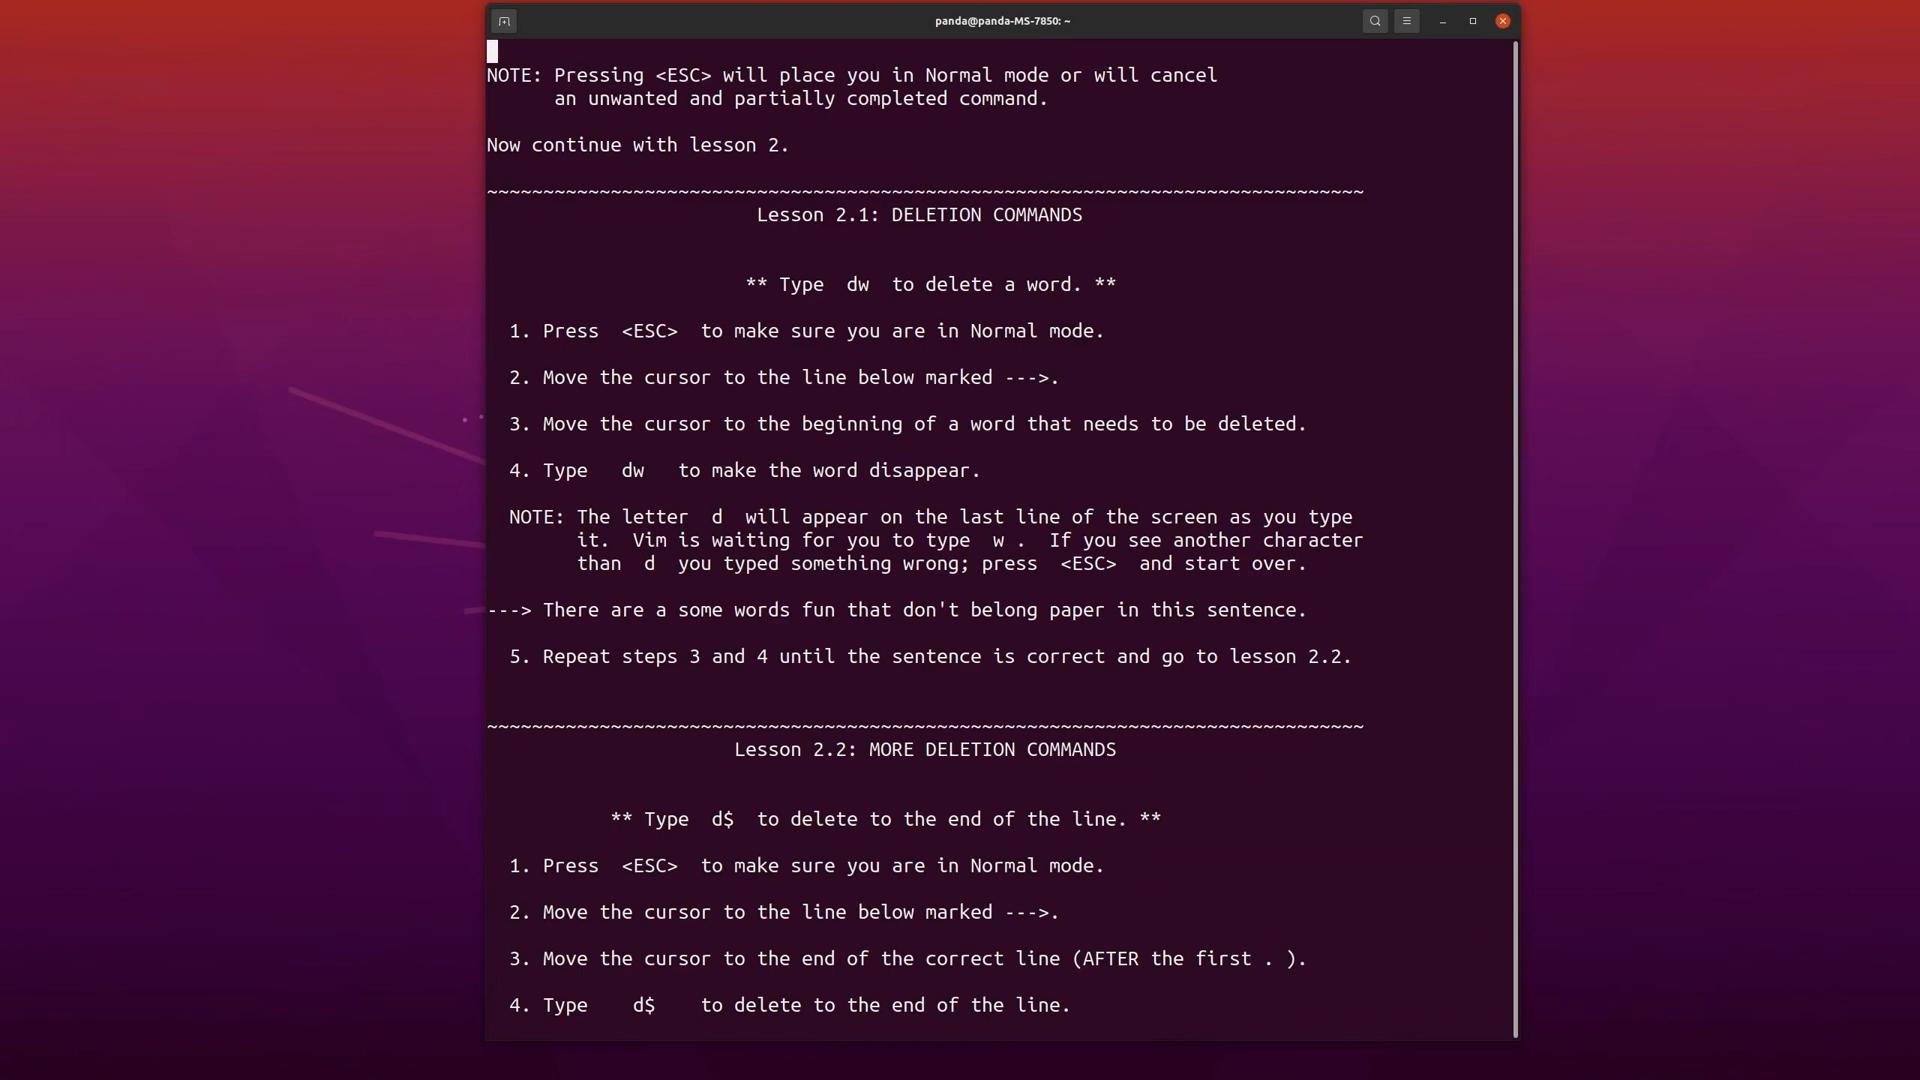 panda@panda-MS-7850: ~
NOTE: Pressing <ESC> will place you in Normal mode or will cancel
      an unwanted and partially completed command.
Now continue with lesson 2.
~~~~~~~~~~~~~~~~~~~~~~~~~~~~~~~~~~~~~~~~~~~~~~~~~~~~~~~~~~~~~~~~~~~~~~~~~~~~~~
                        Lesson 2.1: DELETION COMMANDS
                       ** Type  dw  to delete a word. **
  1. Press  <ESC>  to make sure you are in Normal mode.
  2. Move the cursor to the line below marked --->.
  3. Move the cursor to the beginning of a word that needs to be deleted.
  4. Type   dw   to make the word disappear.
  NOTE: The letter  d  will appear on the last line of the screen as you type
        it.  Vim is waiting for you to type  w .  If you see another character
        than  d  you typed something wrong; press  <ESC>  and start over.
---> There are a some words fun that don't belong paper in this sentence.
  5. Repeat steps 3 and 4 until the sentence is correct and go to lesson 2.2.
~~~~~~~~~~~~~~~~~~~~~~~~~~~~~~~~~~~~~~~~~~~~~~~~~~~~~~~~~~~~~~~~~~~~~~~~~~~~~~
                      Lesson 2.2: MORE DELETION COMMANDS
           ** Type  d$  to delete to the end of the line. **
  1. Press  <ESC>  to make sure you are in Normal mode.
  2. Move the cursor to the line below marked --->.
  3. Move the cursor to the end of the correct line (AFTER the first . ).
  4. Type    d$    to delete to the end of the line.